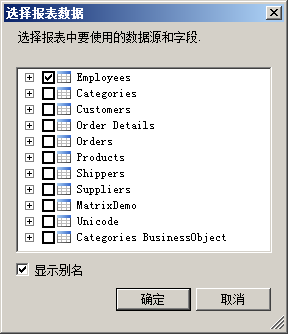 选择报表数据
选择报表中要使用的数据源和字段.
Employees
Categories
Customers
Order Details
Orders
Products
Shippers
Suppliers
MatrixDemo
Unicode
Categories BusinessObject
显示别名
确定
取消